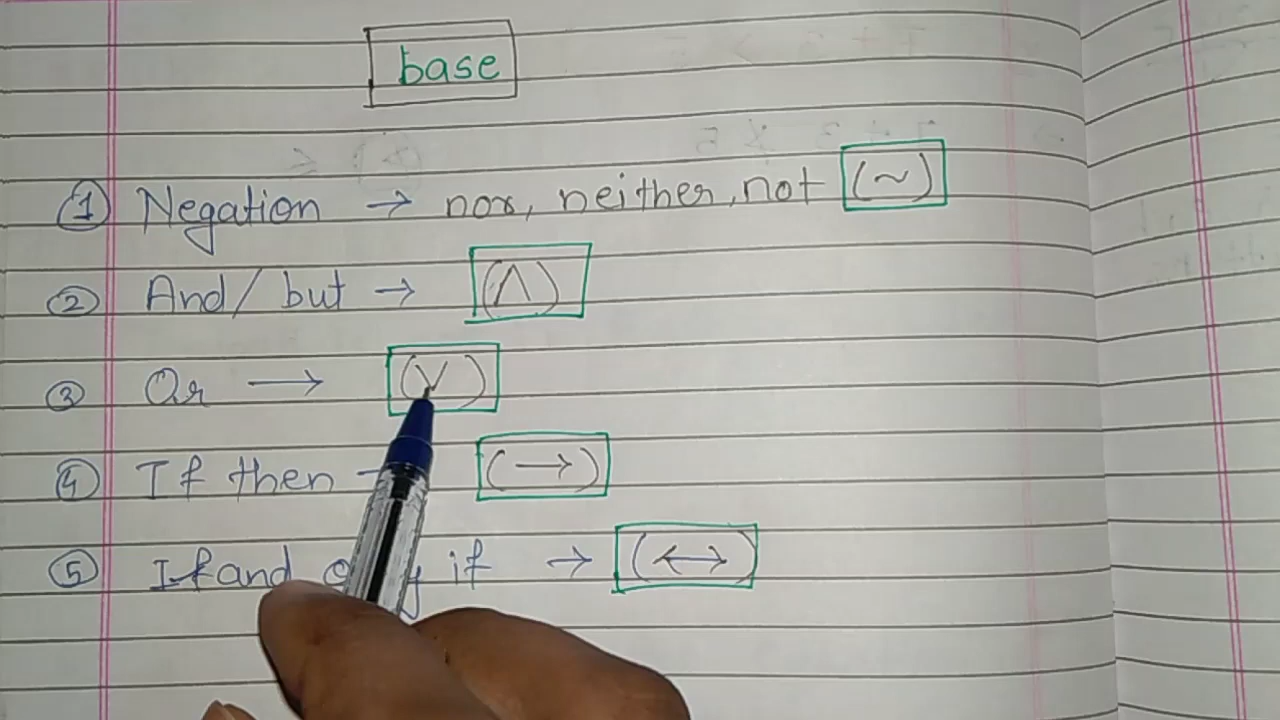 base
① Negation → nor, neither, not (~)
② And/ but → (∧)
③ Or → (∨)
④ If then → (→)
⑤ If and if → (↔)